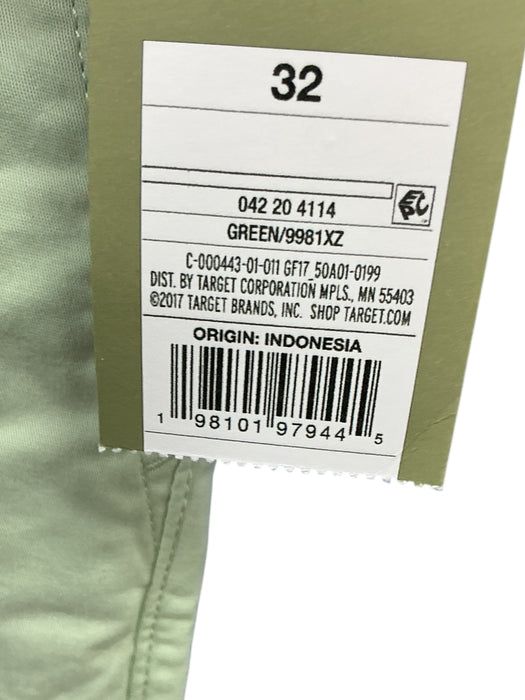 32
042 20 4114
GREEN/9981XZ
C-000443-01-011 GF17_50A01-0199
DIST. BY TARGET CORPORATION MPLS., MN 55403
©2017 TARGET BRANDS, INC. SHOP TARGET.COM
ORIGIN: INDONESIA
1 98101 97944 5